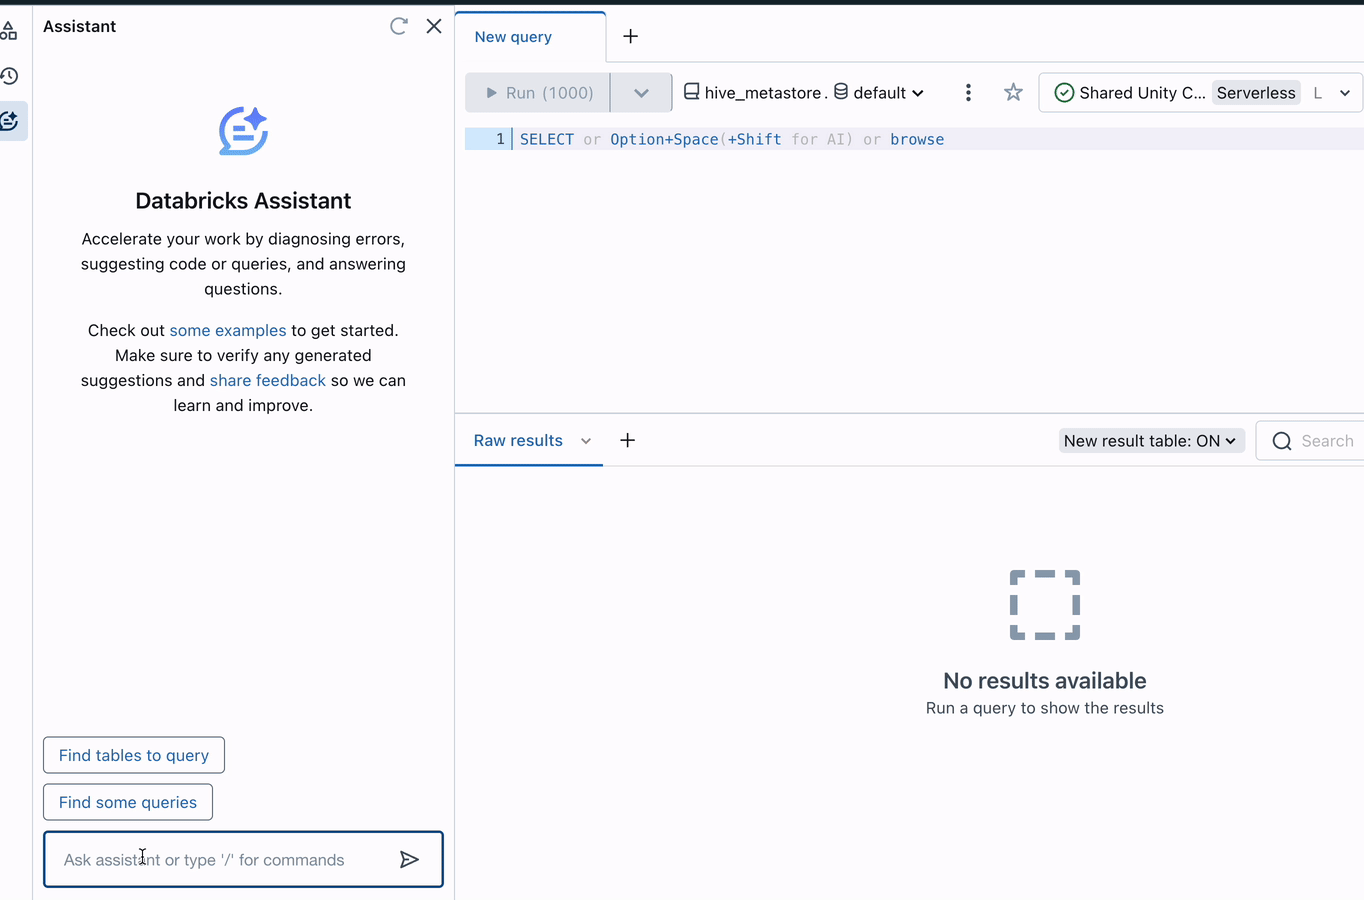 Assistant
Databricks Assistant
Accelerate your work by diagnosing errors,
suggesting code or queries, and answering
questions.
Check out some examples to get started.
Make sure to verify any generated
suggestions and share feedback so we can
learn and improve.
Find tables to query
Find some queries
Ask assistant or type '/' for commands
New query
Run (1000)
hive_metastore. default
Shared Unity C... Serverless L
1 SELECT or Option+Space(+Shift for AI) or browse
Raw results
New result table: ON
Search
No results available
Run a query to show the results